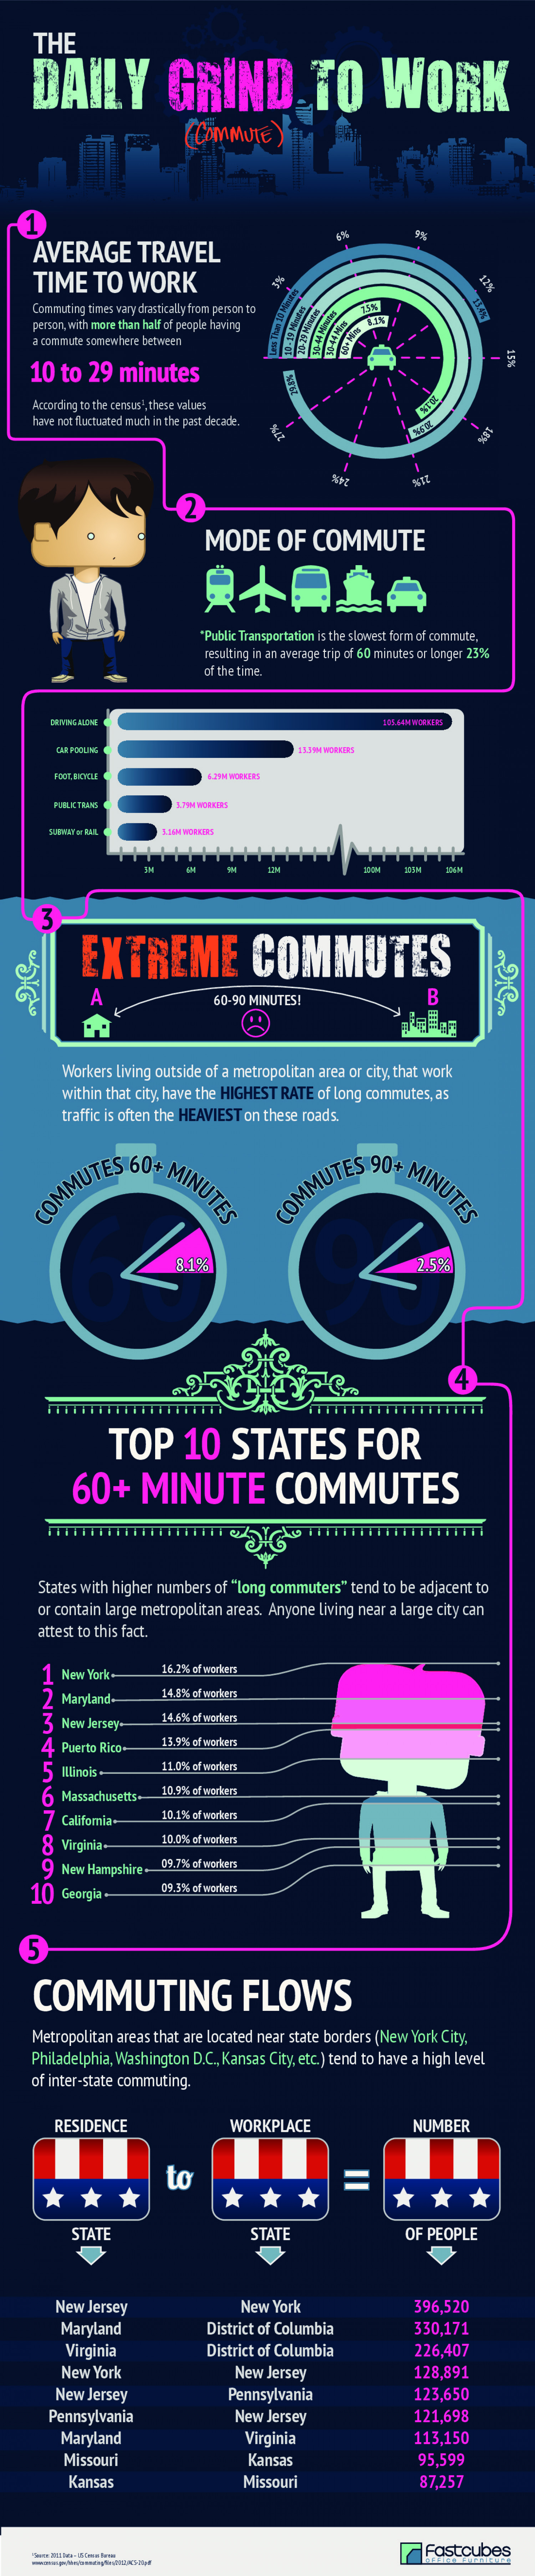 THE
DAILY GRIND TO WORK
(COMMUTE)
1
AVERAGE TRAVEL
TIME TO WORK
Commuting times vary drastically from person to
person, with more than half of people having
a commute somewhere between
10 to 29 minutes
According to the census¹, these values
have not fluctuated much in the past decade.
3%
6%
9%
12%
15%
18%
21%
24%
27%
Less Than 10 Minutes
10 - 19 Minutes
20-29 Minutes
30-44 Minutes
30-44 Mins
60+ Mins
13.4%
29.8%
20.9%
20.1%
7.5%
8.1%
2
MODE OF COMMUTE
*Public Transportation is the slowest form of commute,
resulting in an average trip of 60 minutes or longer 23%
of the time.
DRIVING ALONE 105.64M WORKERS
CAR POOLING 13.39M WORKERS
FOOT, BICYCLE 6.29M WORKERS
PUBLIC TRANS 3.79M WORKERS
SUBWAY or RAIL 3.16M WORKERS
3M 6M 9M 12M 100M 103M 106M
3
EXTREME COMMUTES
A 60-90 MINUTES! B
Workers living outside of a metropolitan area or city, that work
within that city, have the HIGHEST RATE of long commutes, as
traffic is often the HEAVIEST on these roads.
COMMUTES 60+ MINUTES
60
8.1%
COMMUTES 90+ MINUTES
90
2.5%
4
TOP 10 STATES FOR
60+ MINUTE COMMUTES
States with higher numbers of "long commuters" tend to be adjacent to
or contain large metropolitan areas. Anyone living near a large city can
attest to this fact.
1 New York 16.2% of workers
2 Maryland 14.8% of workers
3 New Jersey 14.6% of workers
4 Puerto Rico 13.9% of workers
5 Illinois 11.0% of workers
6 Massachusetts 10.9% of workers
7 California 10.1% of workers
8 Virginia 10.0% of workers
9 New Hampshire 09.7% of workers
10 Georgia 09.3% of workers
5
COMMUTING FLOWS
Metropolitan areas that are located near state borders (New York City,
Philadelphia, Washington D.C., Kansas City, etc.) tend to have a high level
of inter-state commuting.
RESIDENCE WORKPLACE NUMBER
to =
STATE STATE OF PEOPLE
New Jersey New York 396,520
Maryland District of Columbia 330,171
Virginia District of Columbia 226,407
New York New Jersey 128,891
New Jersey Pennsylvania 123,650
Pennsylvania New Jersey 121,698
Maryland Virginia 113,150
Missouri Kansas 95,599
Kansas Missouri 87,257
¹ Source: 2011 Data - US Census Bureau
www.census.gov/hhes/commuting/files/2012/ACS-20.pdf
Fastcubes
OFFICE FURNITURE